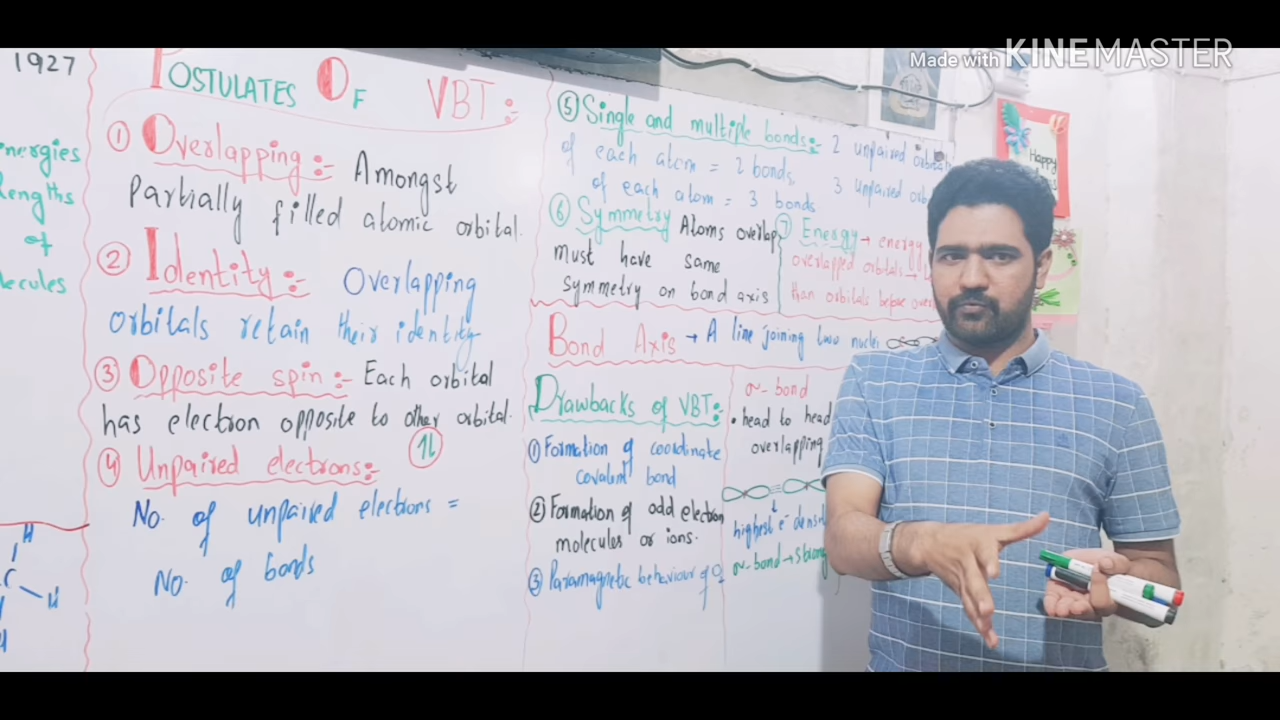 Made with KINEMASTER
1927
POSTULATES OF VBT:-
① Overlapping:- Amongst
Partially filled atomic orbital.
② Identity:- Overlapping
orbitals retain their identity
③ Opposite spin:- Each orbital
has electron opposite to other orbital.
④ Unpaired electrons:- 1L
No. of unpaired electrons =
No. of bonds
lengths
of
H
C
H
H
⑤ Single and multiple bonds:- 2 unpaired
of each atom = 2 bonds, 3 unpaired
of each atom = 3 bonds
⑥ Symmetry Atoms overlap
must have same
symmetry on bond axis
⑦ Energy → energy
overlapped orbitals →
than orbitals before
Bond Axis → A line joining two nuclei
Drawbacks of VBT:-
① Formation of coordinate
covalent bond
② Formation of odd electron
molecules or ions.
③ Paramagnetic behaviour of O₂
σ-bond
• head to head
overlapping
highest e⁻
σ-bond → strong
Happy